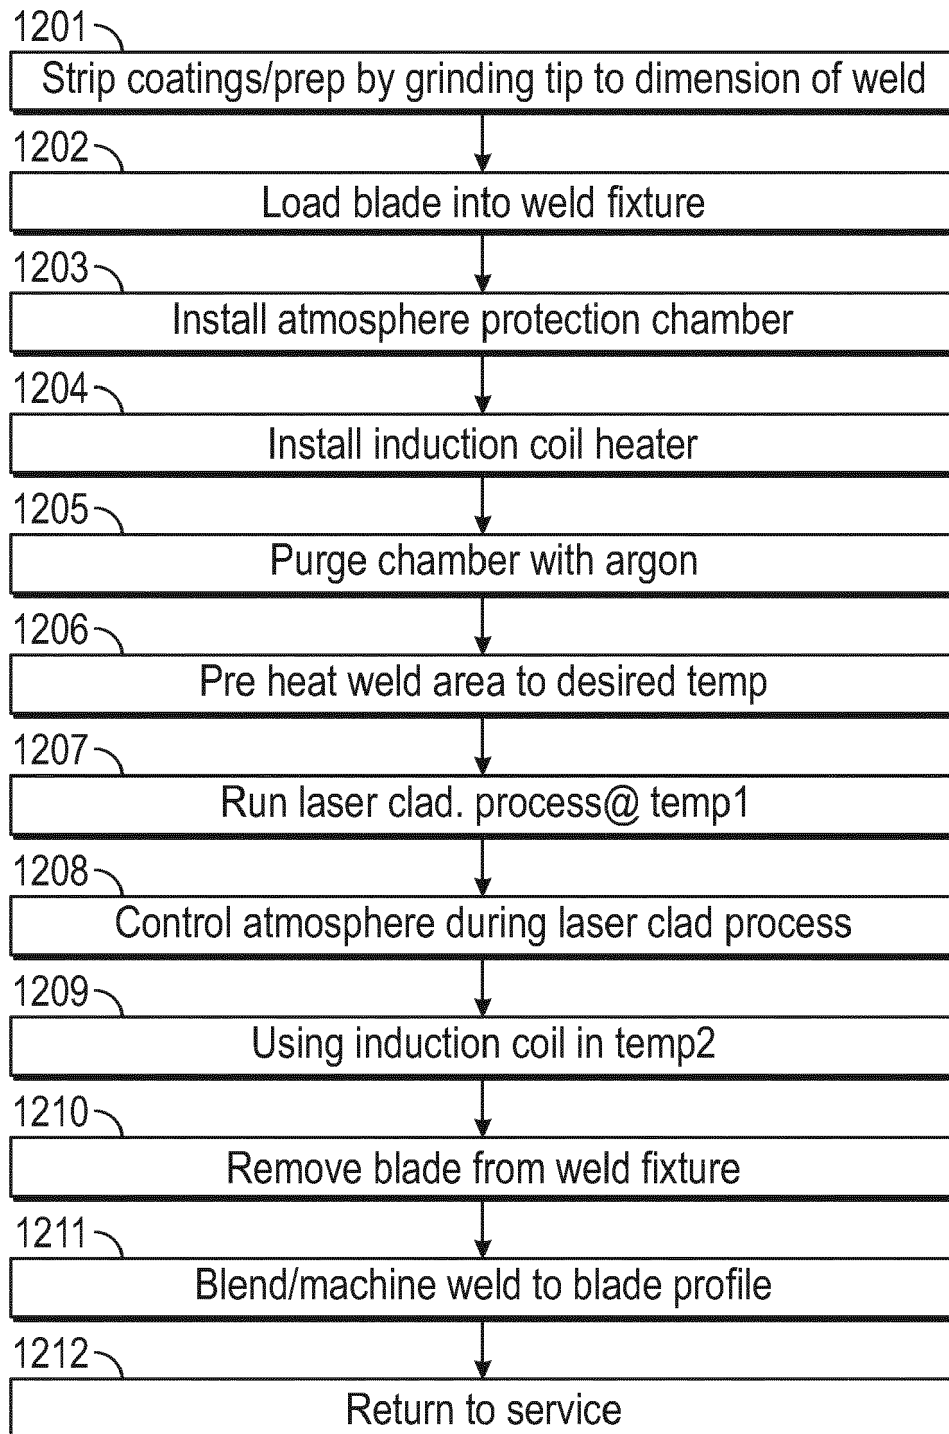 1201
Strip coatings/prep by grinding tip to dimension of weld
1202
Load blade into weld fixture
1203
Install atmosphere protection chamber
1204
Install induction coil heater
1205
Purge chamber with argon
1206
Pre heat weld area to desired temp
1207
Run laser clad. process@ temp1
1208
Control atmosphere during laser clad process
1209
Using induction coil in temp2
1210
Remove blade from weld fixture
1211
Blend/machine weld to blade profile
1212
Return to service